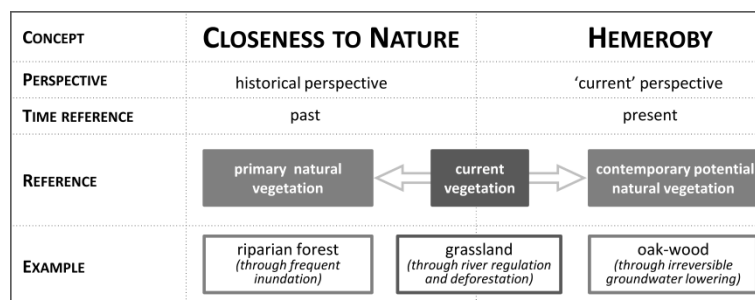 CONCEPT CLOSENESS TO NATURE HEMEROBY
PERSPECTIVE historical perspective ‘current’ perspective
TIME REFERENCE past present
REFERENCE
primary natural vegetation
current vegetation
contemporary potential natural vegetation
EXAMPLE
riparian forest
(through frequent
inundation)
grassland
(through river regulation
and deforestation)
oak-wood
(through irreversible
groundwater lowering)